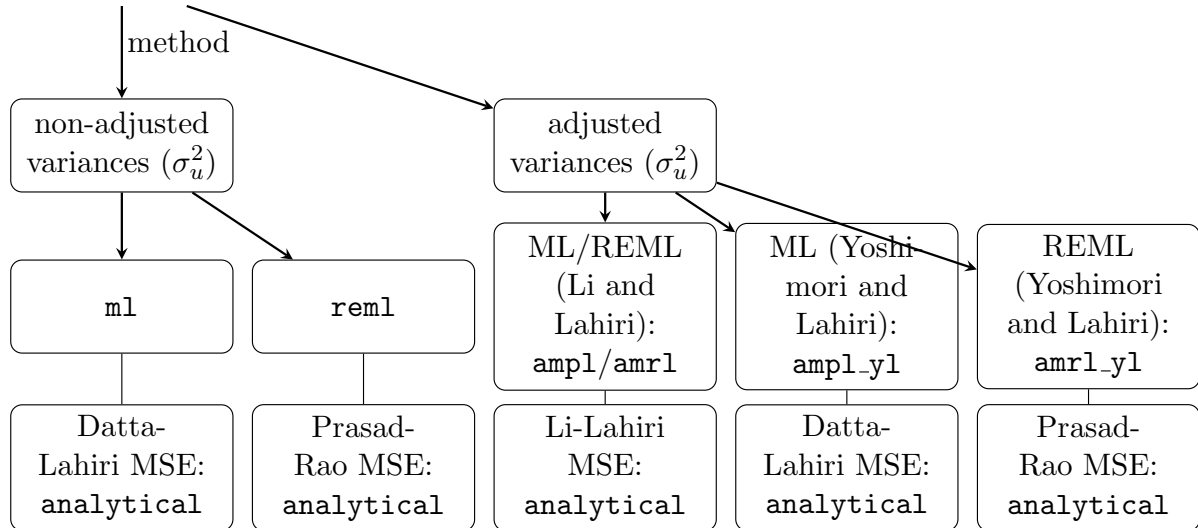 method
non-adjusted
variances (σ²ᵤ)
adjusted
variances (σ²ᵤ)
ml
reml
ML/REML
(Li and
Lahiri):
ampl/amrl
ML (Yoshi-
mori and
Lahiri):
ampl_yl
REML
(Yoshimori
and Lahiri):
amrl_yl
Datta-
Lahiri MSE:
analytical
Prasad-
Rao MSE:
analytical
Li-Lahiri
MSE:
analytical
Datta-
Lahiri MSE:
analytical
Prasad-
Rao MSE:
analytical